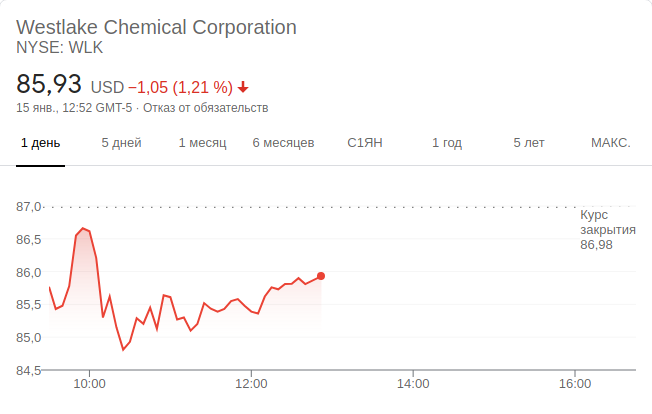 Westlake Chemical Corporation
NYSE: WLK
85,93 USD −1,05 (1,21 %)
15 янв., 12:52 GMT-5 · Отказ от обязательств
1 день 5 дней 1 месяц 6 месяцев С1ЯН 1 год 5 лет МАКС.
87,0
Курс
закрытия
86,98
86,5
86,0
85,5
85,0
84,5
10:00 12:00 14:00 16:00